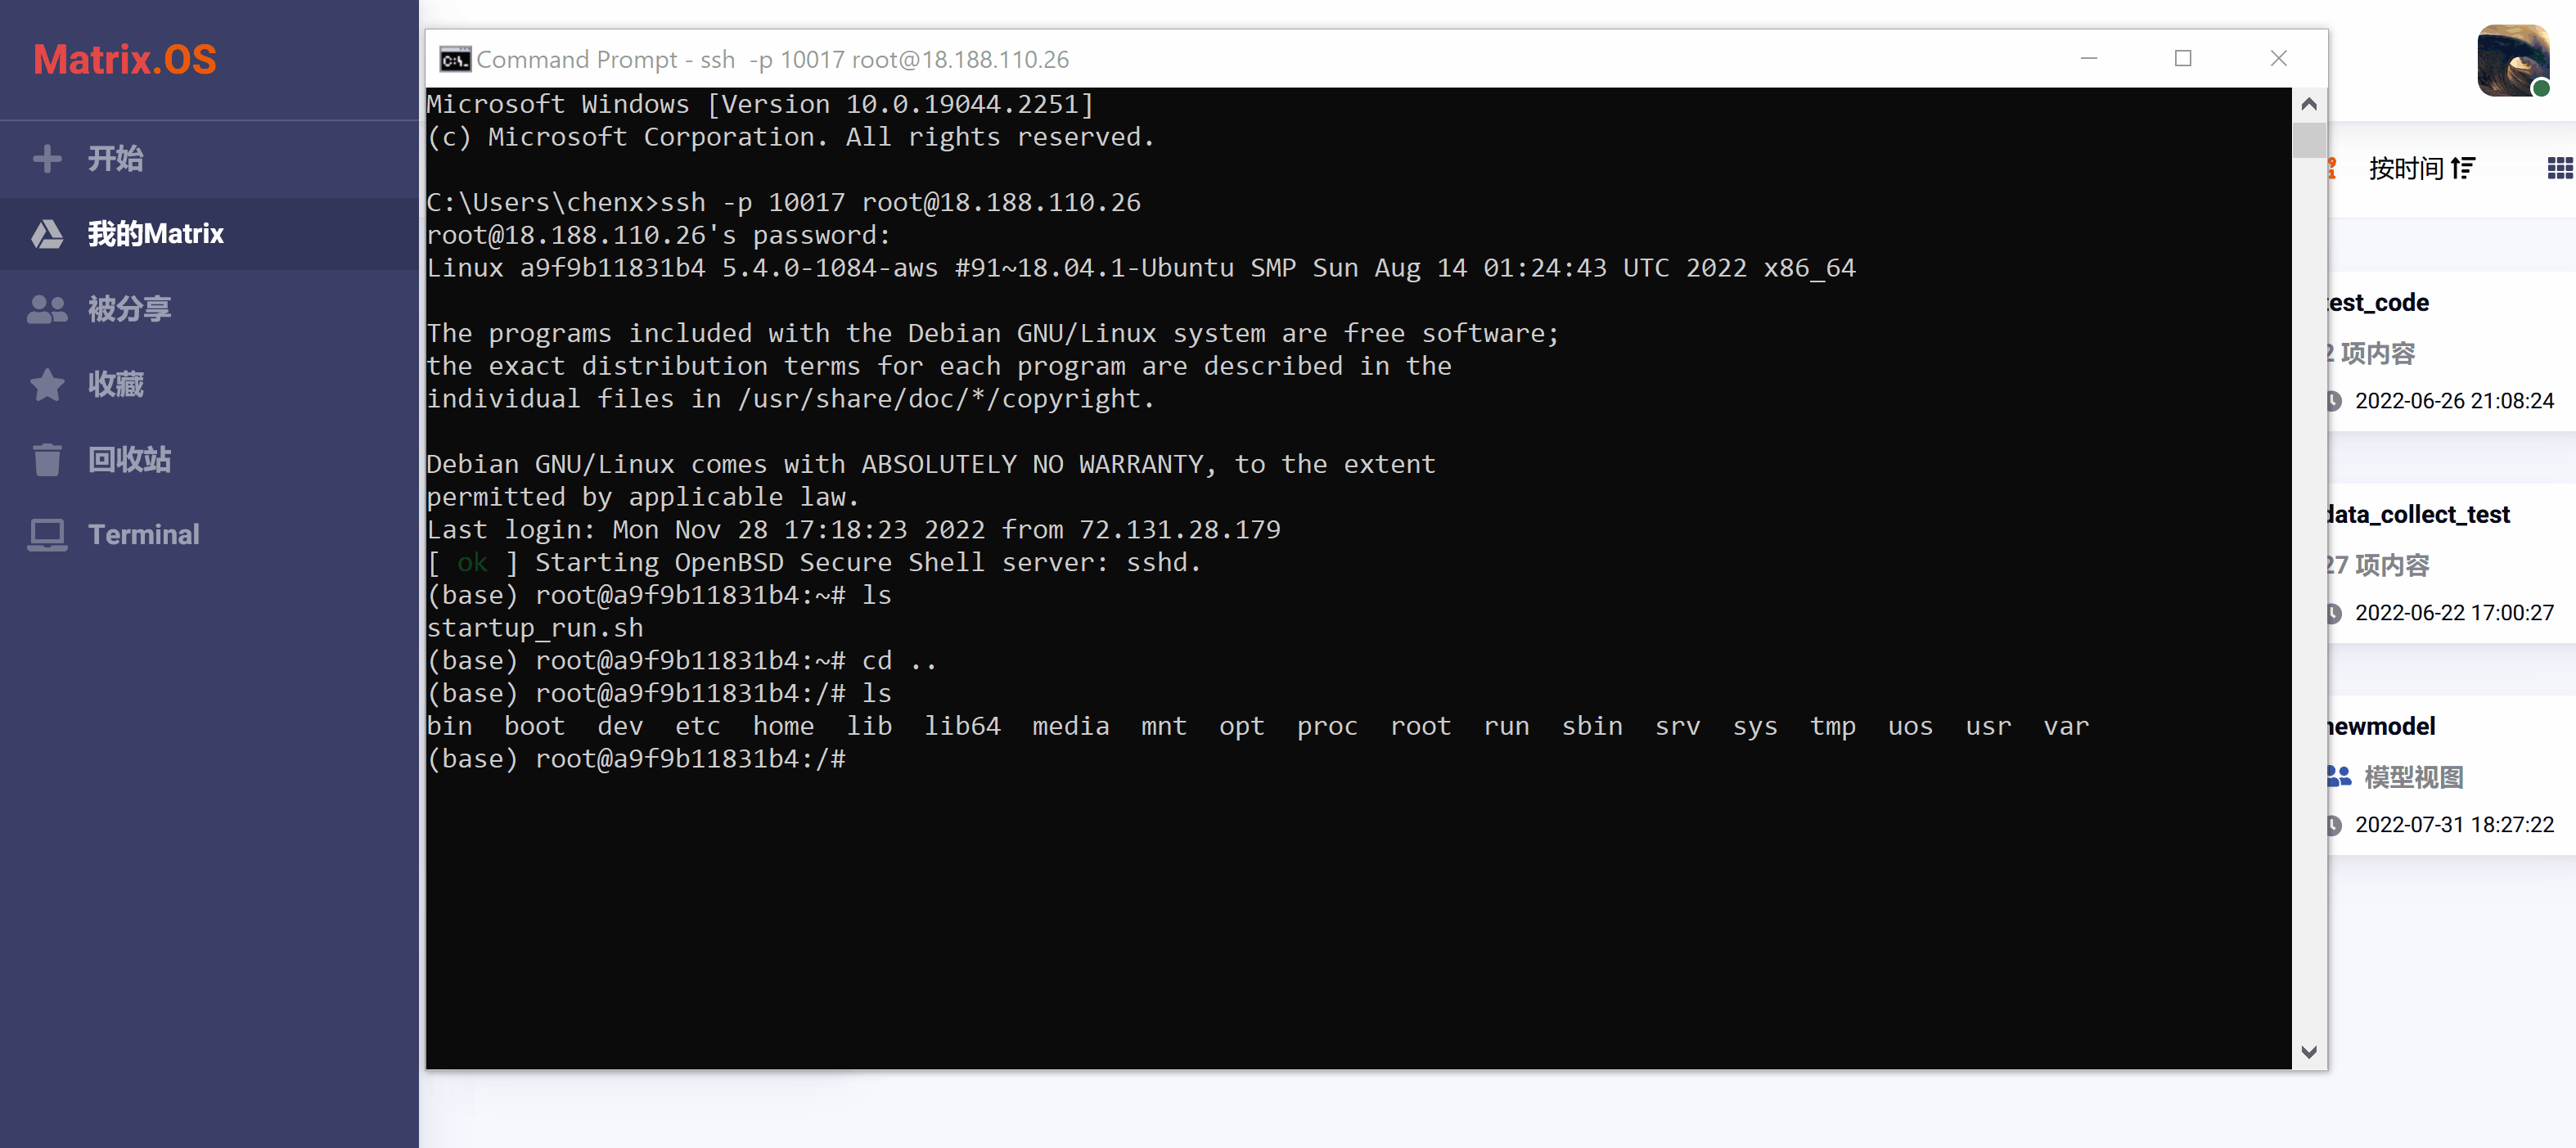 Matrix.OS
开始
我的Matrix
被分享
收藏
回收站
Terminal
Command Prompt - ssh  -p 10017 root@18.188.110.26
Microsoft Windows [Version 10.0.19044.2251]
(c) Microsoft Corporation. All rights reserved.
C:\Users\chenx>ssh -p 10017 root@18.188.110.26
root@18.188.110.26's password:
Linux a9f9b11831b4 5.4.0-1084-aws #91~18.04.1-Ubuntu SMP Sun Aug 14 01:24:43 UTC 2022 x86_64
The programs included with the Debian GNU/Linux system are free software;
the exact distribution terms for each program are described in the
individual files in /usr/share/doc/*/copyright.
Debian GNU/Linux comes with ABSOLUTELY NO WARRANTY, to the extent
permitted by applicable law.
Last login: Mon Nov 28 17:18:23 2022 from 72.131.28.179
[ ok ] Starting OpenBSD Secure Shell server: sshd.
(base) root@a9f9b11831b4:~# ls
startup_run.sh
(base) root@a9f9b11831b4:~# cd ..
(base) root@a9f9b11831b4:/# ls
bin  boot  dev  etc  home  lib  lib64  media  mnt  opt  proc  root  run  sbin  srv  sys  tmp  uos  usr  var
(base) root@a9f9b11831b4:/#
按时间
test_code
2 项内容
2022-06-26 21:08:24
data_collect_test
27 项内容
2022-06-22 17:00:27
newmodel
模型视图
2022-07-31 18:27:22